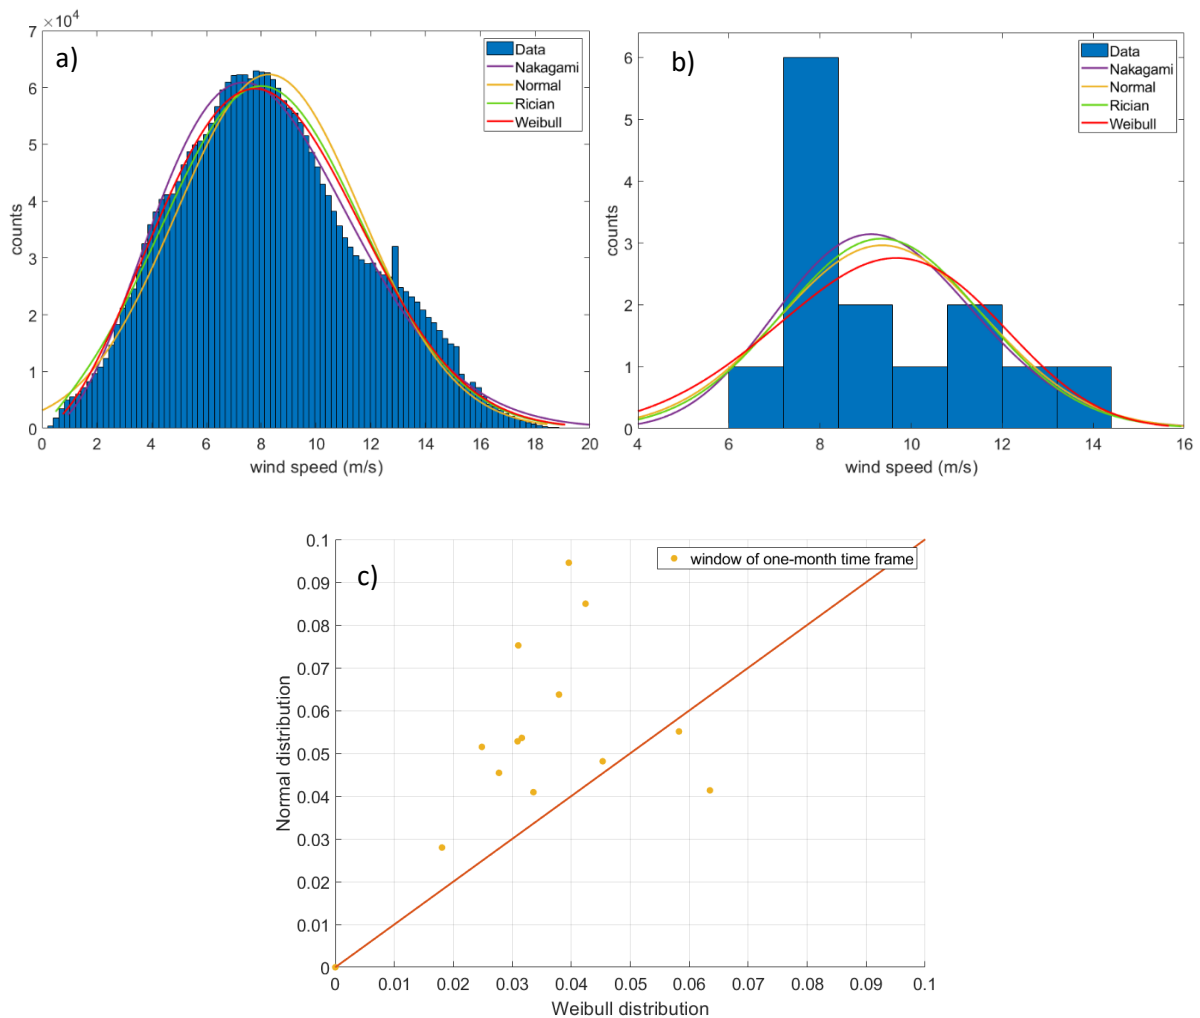 7 ×10⁴
a)
Data
Nakagami
Normal
Rician
Weibull
6
5
4
3
2
1
0
counts
0 2 4 6 8 10 12 14 16 18 20
wind speed (m/s)
b)
Data
Nakagami
Normal
Rician
Weibull
6
5
4
3
2
1
0
counts
4 6 8 10 12 14 16
wind speed (m/s)
c)
window of one-month time frame
0.1
0.09
0.08
0.07
0.06
0.05
0.04
0.03
0.02
0.01
0
Normal distribution
0 0.01 0.02 0.03 0.04 0.05 0.06 0.07 0.08 0.09 0.1
Weibull distribution